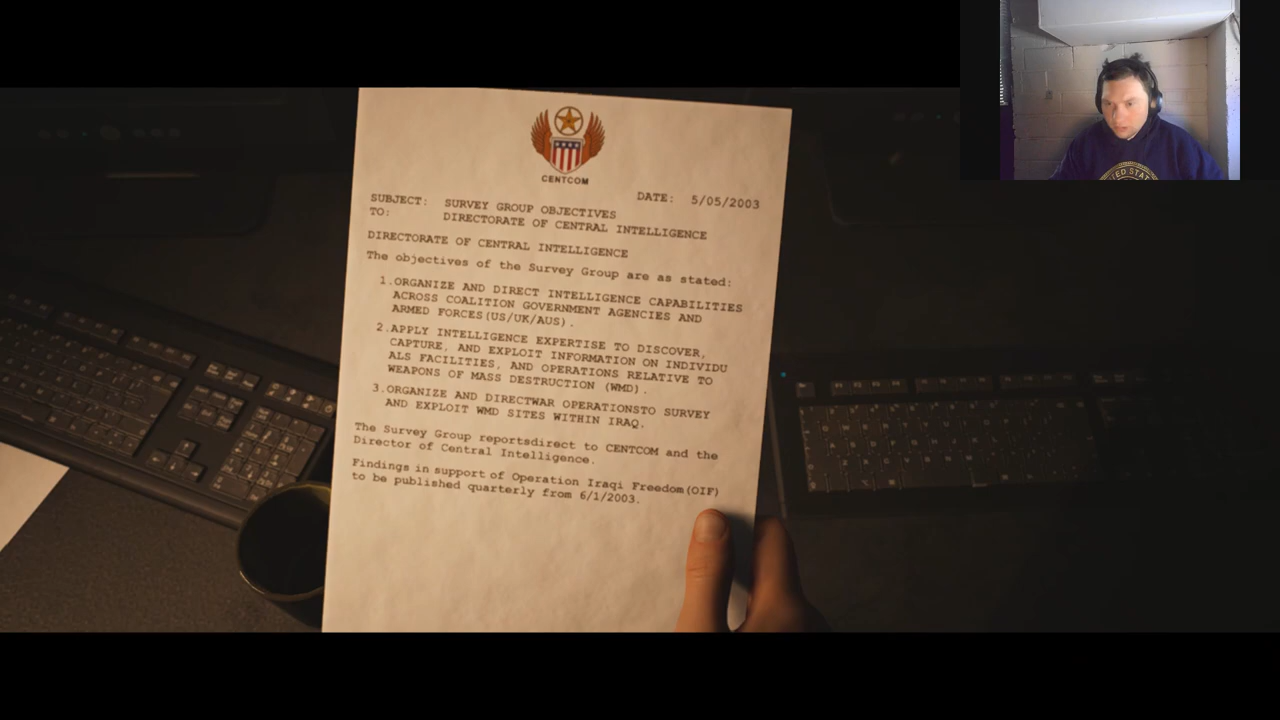 CENTCOM
DATE: 5/05/2003
SUBJECT: SURVEY GROUP OBJECTIVES
TO: DIRECTORATE OF CENTRAL INTELLIGENCE
DIRECTORATE OF CENTRAL INTELLIGENCE
The objectives of the Survey Group are as stated:
1.ORGANIZE AND DIRECT INTELLIGENCE CAPABILITIES
ACROSS COALITION GOVERNMENT AGENCIES AND
ARMED FORCES(US/UK/AUS).
2.APPLY INTELLIGENCE EXPERTISE TO DISCOVER,
CAPTURE, AND EXPLOIT INFORMATION ON INDIVIDU
ALS FACILITIES, AND OPERATIONS RELATIVE TO
WEAPONS OF MASS DESTRUCTION (WMD).
3.ORGANIZE AND DIRECTWAR OPERATIONSTO SURVEY
AND EXPLOIT WMD SITES WITHIN IRAQ.
The Survey Group reportsdirect to CENTCOM and the
Director of Central Intelligence.
Findings in support of Operation Iraqi Freedom(OIF)
to be published quarterly from 6/1/2003.